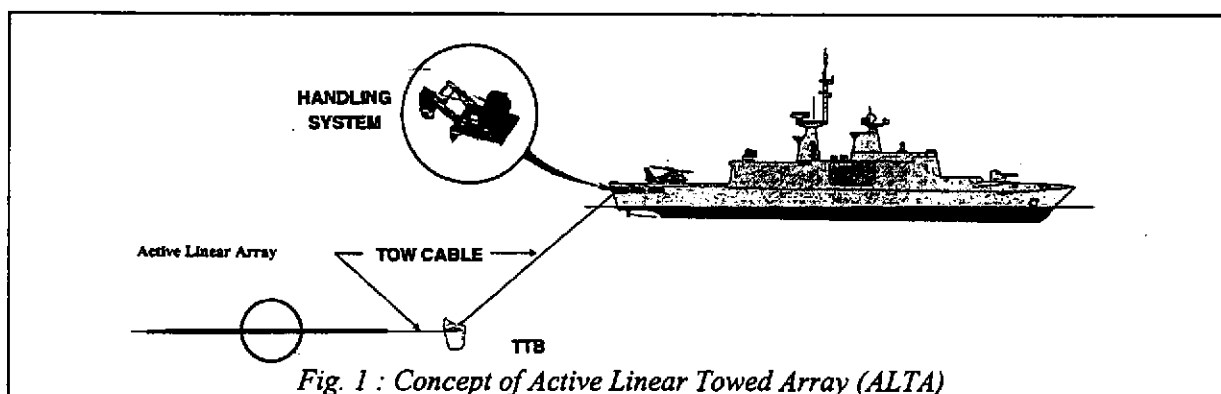 HANDLING
SYSTEM
Active Linear Array
TOW CABLE
TTB
Fig. 1 : Concept of Active Linear Towed Array (ALTA)